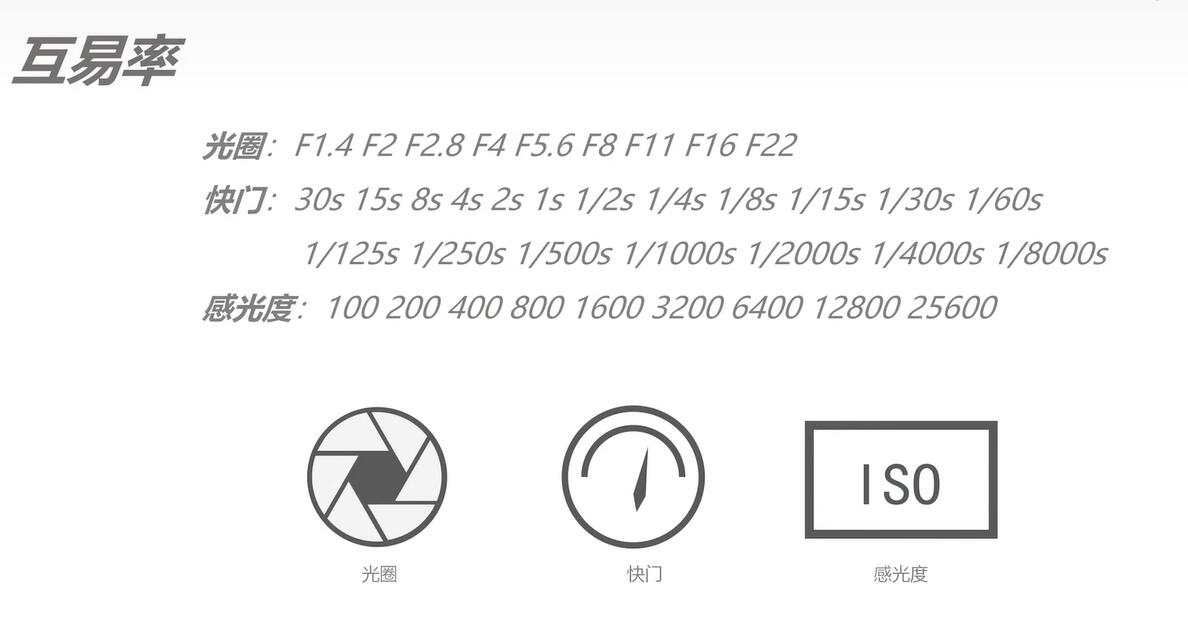 互易率
光圈：F1.4 F2 F2.8 F4 F5.6 F8 F11 F16 F22
快门：30s 15s 8s 4s 2s 1s 1/2s 1/4s 1/8s 1/15s 1/30s 1/60s
1/125s 1/250s 1/500s 1/1000s 1/2000s 1/4000s 1/8000s
感光度：100 200 400 800 1600 3200 6400 12800 25600
ISO
光圈 快门 感光度